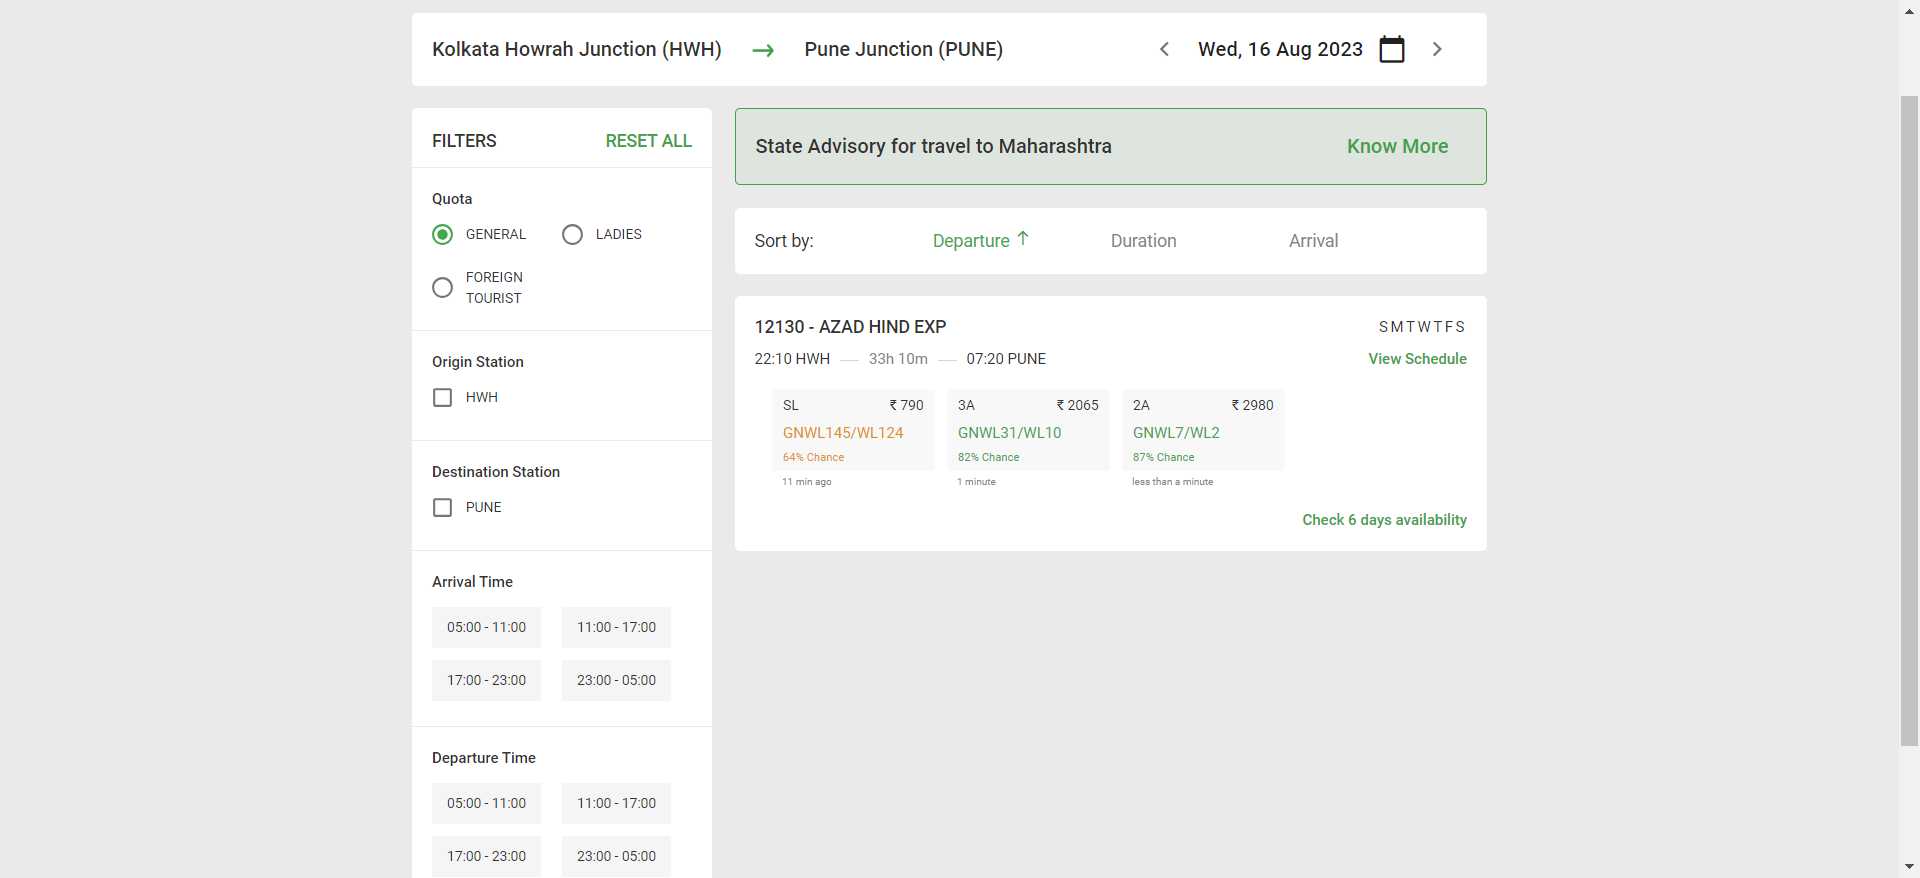 Kolkata Howrah Junction (HWH) → Pune Junction (PUNE)
Wed, 16 Aug 2023
FILTERS RESET ALL
Quota
GENERAL LADIES
FOREIGN
TOURIST
Origin Station
HWH
Destination Station
PUNE
Arrival Time
05:00 - 11:00 11:00 - 17:00
17:00 - 23:00 23:00 - 05:00
Departure Time
05:00 - 11:00 11:00 - 17:00
17:00 - 23:00 23:00 - 05:00
State Advisory for travel to Maharashtra Know More
Sort by: Departure ↑ Duration Arrival
12130 - AZAD HIND EXP S M T W T F S
22:10 HWH — 33h 10m — 07:20 PUNE View Schedule
SL ₹ 790
GNWL145/WL124
64% Chance
11 min ago
3A ₹ 2065
GNWL31/WL10
82% Chance
1 minute
2A ₹ 2980
GNWL7/WL2
87% Chance
less than a minute
Check 6 days availability